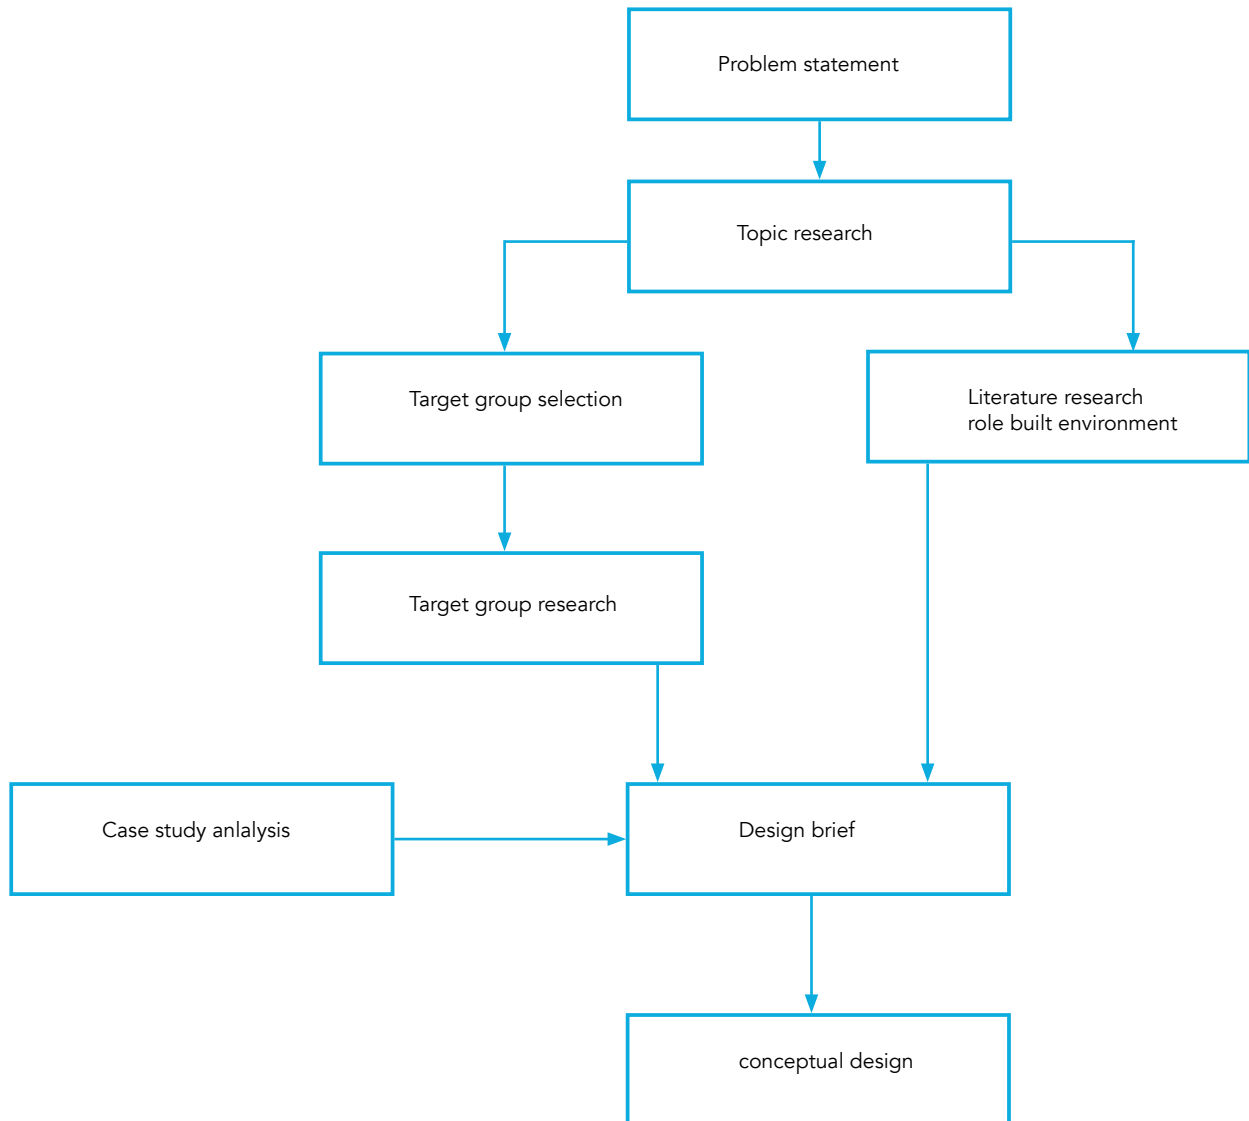 Problem statement
Topic research
Target group selection
Literature research
role built environment
Target group research
Case study anlalysis
Design brief
conceptual design